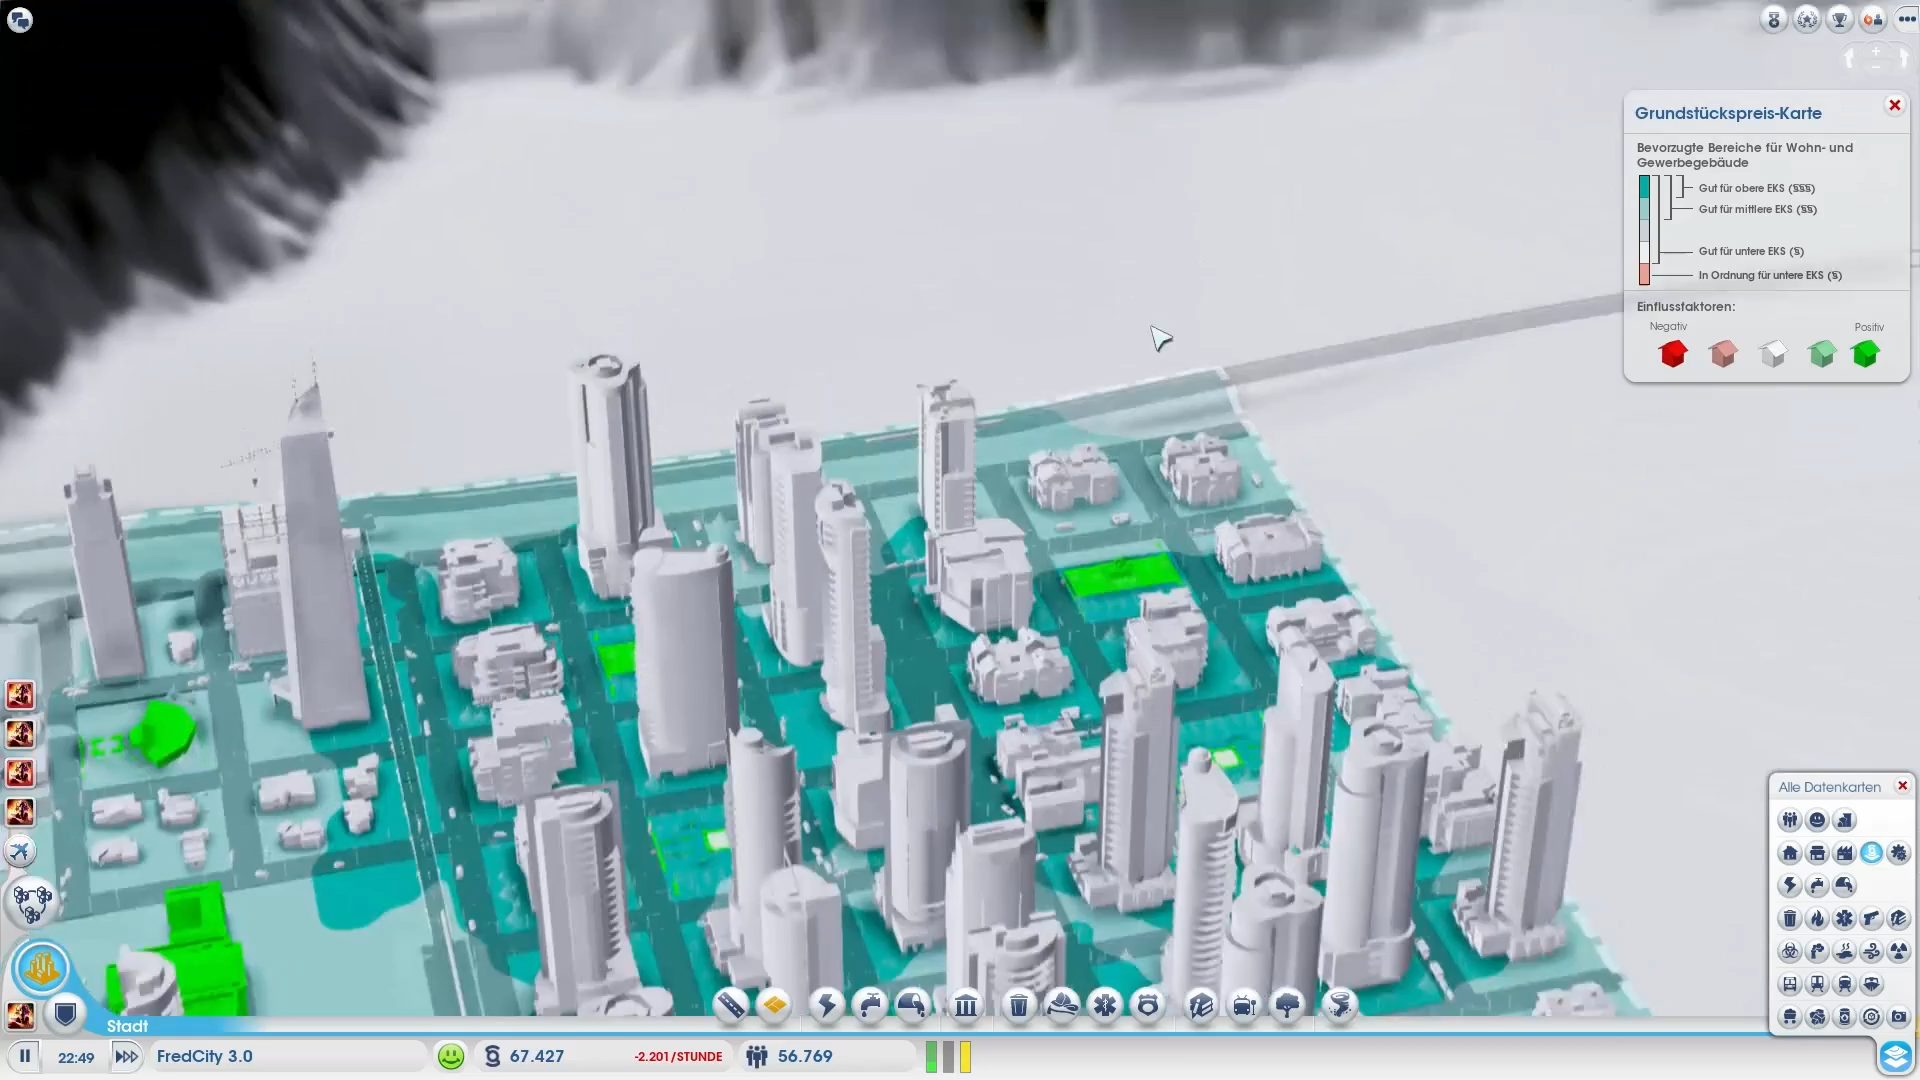 Grundstückspreis-Karte
Bevorzugte Bereiche für Wohn- und
Gewerbegebäude
Gut für obere EKS (§§§)
Gut für mittlere EKS (§§)
Gut für untere EKS (§)
In Ordnung für untere EKS (§)
Einflussfaktoren:
Negativ
Positiv
Alle Datenkarten
Stadt
22:49
FredCity 3.0
67.427
-2.201/STUNDE
56.769